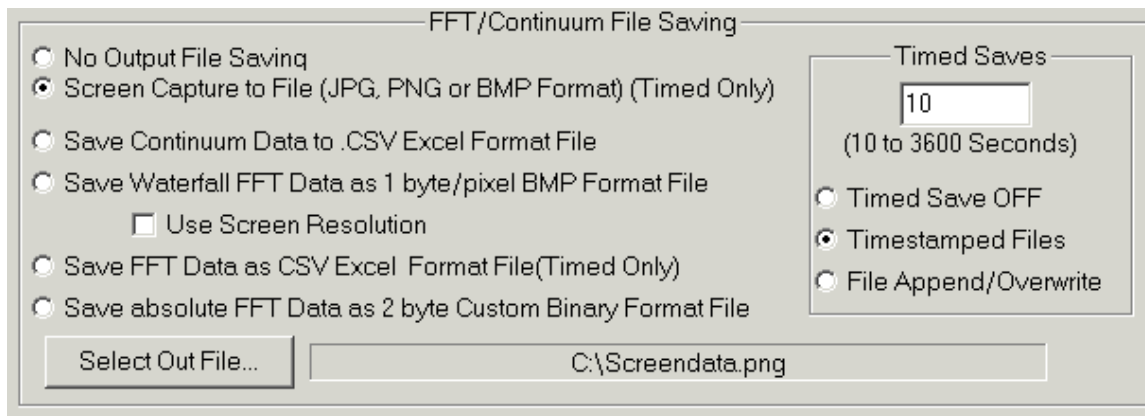 FFT/Continuum File Saving
No Output File Saving
Screen Capture to File (JPG, PNG or BMP Format) (Timed Only)
Save Continuum Data to .CSV Excel Format File
Save Waterfall FFT Data as 1 byte/pixel BMP Format File
Use Screen Resolution
Save FFT Data as CSV Excel  Format File(Timed Only)
Save absolute FFT Data as 2 byte Custom Binary Format File
Select Out File...
C:\Screendata.png
Timed Saves
10
(10 to 3600 Seconds)
Timed Save OFF
Timestamped Files
File Append/Overwrite